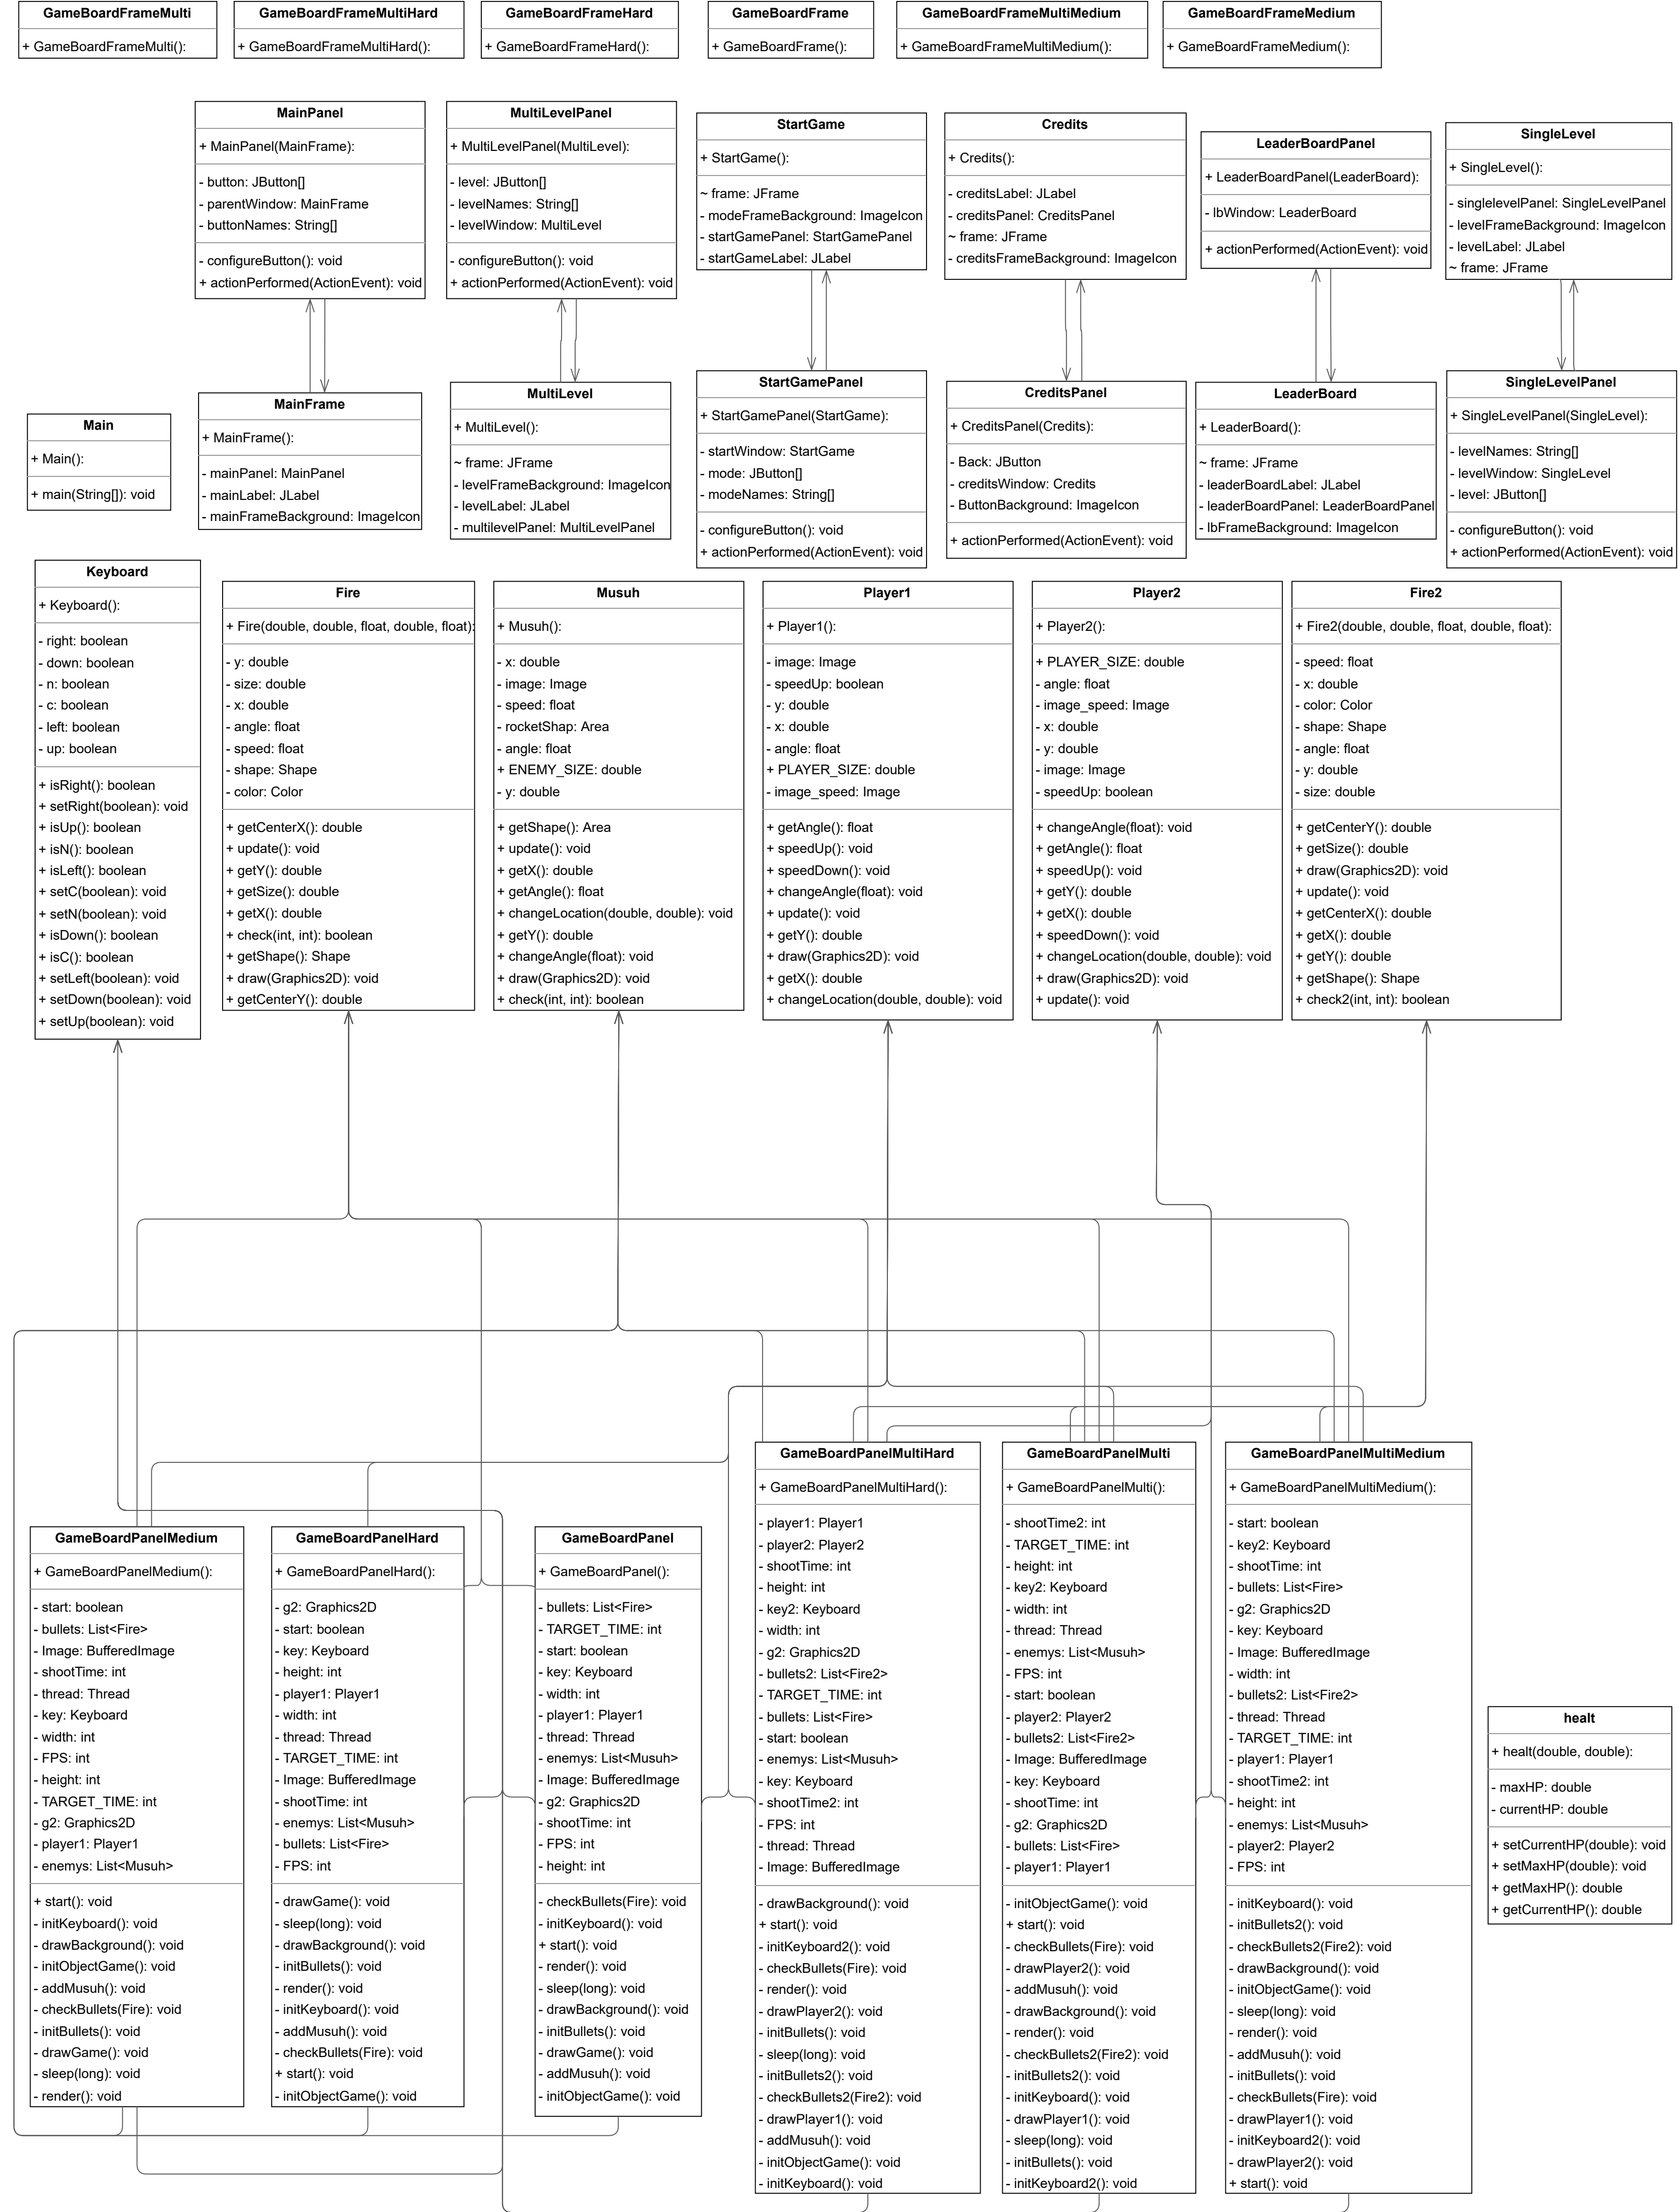 GameBoardFrameMulti
+ GameBoardFrameMulti():
GameBoardFrameMultiHard
+ GameBoardFrameMultiHard():
GameBoardFrameHard
+ GameBoardFrameHard():
GameBoardFrame
+ GameBoardFrame():
GameBoardFrameMultiMedium
+ GameBoardFrameMultiMedium():
GameBoardFrameMedium
+ GameBoardFrameMedium():
MainPanel
+ MainPanel(MainFrame):
- button: JButton[]
- parentWindow: MainFrame
- buttonNames: String[]
- configureButton(): void
+ actionPerformed(ActionEvent): void
MultiLevelPanel
+ MultiLevelPanel(MultiLevel):
- level: JButton[]
- levelNames: String[]
- levelWindow: MultiLevel
- configureButton(): void
+ actionPerformed(ActionEvent): void
StartGame
+ StartGame():
~ frame: JFrame
- modeFrameBackground: ImageIcon
- startGamePanel: StartGamePanel
- startGameLabel: JLabel
Credits
+ Credits():
- creditsLabel: JLabel
- creditsPanel: CreditsPanel
~ frame: JFrame
- creditsFrameBackground: ImageIcon
LeaderBoardPanel
+ LeaderBoardPanel(LeaderBoard):
- lbWindow: LeaderBoard
+ actionPerformed(ActionEvent): void
SingleLevel
+ SingleLevel():
- singlelevelPanel: SingleLevelPanel
- levelFrameBackground: ImageIcon
- levelLabel: JLabel
~ frame: JFrame
Main
+ Main():
+ main(String[]): void
MainFrame
+ MainFrame():
- mainPanel: MainPanel
- mainLabel: JLabel
- mainFrameBackground: ImageIcon
MultiLevel
+ MultiLevel():
~ frame: JFrame
- levelFrameBackground: ImageIcon
- levelLabel: JLabel
- multilevelPanel: MultiLevelPanel
StartGamePanel
+ StartGamePanel(StartGame):
- startWindow: StartGame
- mode: JButton[]
- modeNames: String[]
- configureButton(): void
+ actionPerformed(ActionEvent): void
CreditsPanel
+ CreditsPanel(Credits):
- Back: JButton
- creditsWindow: Credits
- ButtonBackground: ImageIcon
+ actionPerformed(ActionEvent): void
LeaderBoard
+ LeaderBoard():
~ frame: JFrame
- leaderBoardLabel: JLabel
- leaderBoardPanel: LeaderBoardPanel
- lbFrameBackground: ImageIcon
SingleLevelPanel
+ SingleLevelPanel(SingleLevel):
- levelNames: String[]
- levelWindow: SingleLevel
- level: JButton[]
- configureButton(): void
+ actionPerformed(ActionEvent): void
Keyboard
+ Keyboard():
- right: boolean
- down: boolean
- n: boolean
- c: boolean
- left: boolean
- up: boolean
+ isRight(): boolean
+ setRight(boolean): void
+ isUp(): boolean
+ isN(): boolean
+ isLeft(): boolean
+ setC(boolean): void
+ setN(boolean): void
+ isDown(): boolean
+ isC(): boolean
+ setLeft(boolean): void
+ setDown(boolean): void
+ setUp(boolean): void
Fire
+ Fire(double, double, float, double, float):
- y: double
- size: double
- x: double
- angle: float
- speed: float
- shape: Shape
- color: Color
+ getCenterX(): double
+ update(): void
+ getY(): double
+ getSize(): double
+ getX(): double
+ check(int, int): boolean
+ getShape(): Shape
+ draw(Graphics2D): void
+ getCenterY(): double
Musuh
+ Musuh():
- x: double
- image: Image
- speed: float
- rocketShap: Area
- angle: float
+ ENEMY_SIZE: double
- y: double
+ getShape(): Area
+ update(): void
+ getX(): double
+ getAngle(): float
+ changeLocation(double, double): void
+ getY(): double
+ changeAngle(float): void
+ draw(Graphics2D): void
+ check(int, int): boolean
Player1
+ Player1():
- image: Image
- speedUp: boolean
- y: double
- x: double
- angle: float
+ PLAYER_SIZE: double
- image_speed: Image
+ getAngle(): float
+ speedUp(): void
+ speedDown(): void
+ changeAngle(float): void
+ update(): void
+ getY(): double
+ draw(Graphics2D): void
+ getX(): double
+ changeLocation(double, double): void
Player2
+ Player2():
+ PLAYER_SIZE: double
- angle: float
- image_speed: Image
- x: double
- y: double
- image: Image
- speedUp: boolean
+ changeAngle(float): void
+ getAngle(): float
+ speedUp(): void
+ getY(): double
+ getX(): double
+ speedDown(): void
+ changeLocation(double, double): void
+ draw(Graphics2D): void
+ update(): void
Fire2
+ Fire2(double, double, float, double, float):
- speed: float
- x: double
- color: Color
- shape: Shape
- angle: float
- y: double
- size: double
+ getCenterY(): double
+ getSize(): double
+ draw(Graphics2D): void
+ update(): void
+ getCenterX(): double
+ getX(): double
+ getY(): double
+ getShape(): Shape
+ check2(int, int): boolean
GameBoardPanelMedium
+ GameBoardPanelMedium():
- start: boolean
- bullets: List<Fire>
- Image: BufferedImage
- shootTime: int
- thread: Thread
- key: Keyboard
- width: int
- FPS: int
- height: int
- TARGET_TIME: int
- g2: Graphics2D
- player1: Player1
- enemys: List<Musuh>
+ start(): void
- initKeyboard(): void
- drawBackground(): void
- initObjectGame(): void
- addMusuh(): void
- checkBullets(Fire): void
- initBullets(): void
- drawGame(): void
- sleep(long): void
- render(): void
GameBoardPanelHard
+ GameBoardPanelHard():
- g2: Graphics2D
- start: boolean
- key: Keyboard
- height: int
- player1: Player1
- width: int
- thread: Thread
- TARGET_TIME: int
- Image: BufferedImage
- shootTime: int
- enemys: List<Musuh>
- bullets: List<Fire>
- FPS: int
- drawGame(): void
- sleep(long): void
- drawBackground(): void
- initBullets(): void
- render(): void
- initKeyboard(): void
- addMusuh(): void
- checkBullets(Fire): void
+ start(): void
- initObjectGame(): void
GameBoardPanel
+ GameBoardPanel():
- bullets: List<Fire>
- TARGET_TIME: int
- start: boolean
- key: Keyboard
- width: int
- player1: Player1
- thread: Thread
- enemys: List<Musuh>
- Image: BufferedImage
- g2: Graphics2D
- shootTime: int
- FPS: int
- height: int
- checkBullets(Fire): void
- initKeyboard(): void
+ start(): void
- render(): void
- sleep(long): void
- drawBackground(): void
- initBullets(): void
- drawGame(): void
- addMusuh(): void
- initObjectGame(): void
GameBoardPanelMultiHard
+ GameBoardPanelMultiHard():
- player1: Player1
- player2: Player2
- shootTime: int
- height: int
- key2: Keyboard
- width: int
- g2: Graphics2D
- bullets2: List<Fire2>
- TARGET_TIME: int
- bullets: List<Fire>
- start: boolean
- enemys: List<Musuh>
- key: Keyboard
- shootTime2: int
- FPS: int
- thread: Thread
- Image: BufferedImage
- drawBackground(): void
+ start(): void
- initKeyboard2(): void
- checkBullets(Fire): void
- render(): void
- drawPlayer2(): void
- initBullets(): void
- sleep(long): void
- initBullets2(): void
- checkBullets2(Fire2): void
- drawPlayer1(): void
- addMusuh(): void
- initObjectGame(): void
- initKeyboard(): void
GameBoardPanelMulti
+ GameBoardPanelMulti():
- shootTime2: int
- TARGET_TIME: int
- height: int
- key2: Keyboard
- width: int
- thread: Thread
- enemys: List<Musuh>
- FPS: int
- start: boolean
- player2: Player2
- bullets2: List<Fire2>
- Image: BufferedImage
- key: Keyboard
- shootTime: int
- g2: Graphics2D
- bullets: List<Fire>
- player1: Player1
- initObjectGame(): void
+ start(): void
- checkBullets(Fire): void
- drawPlayer2(): void
- addMusuh(): void
- drawBackground(): void
- render(): void
- checkBullets2(Fire2): void
- initBullets2(): void
- initKeyboard(): void
- drawPlayer1(): void
- sleep(long): void
- initBullets(): void
- initKeyboard2(): void
GameBoardPanelMultiMedium
+ GameBoardPanelMultiMedium():
- start: boolean
- key2: Keyboard
- shootTime: int
- bullets: List<Fire>
- g2: Graphics2D
- key: Keyboard
- Image: BufferedImage
- width: int
- bullets2: List<Fire2>
- thread: Thread
- TARGET_TIME: int
- player1: Player1
- shootTime2: int
- height: int
- enemys: List<Musuh>
- player2: Player2
- FPS: int
- initKeyboard(): void
- initBullets2(): void
- checkBullets2(Fire2): void
- drawBackground(): void
- initObjectGame(): void
- sleep(long): void
- render(): void
- addMusuh(): void
- initBullets(): void
- checkBullets(Fire): void
- drawPlayer1(): void
- initKeyboard2(): void
- drawPlayer2(): void
+ start(): void
healt
+ healt(double, double):
- maxHP: double
- currentHP: double
+ setCurrentHP(double): void
+ setMaxHP(double): void
+ getMaxHP(): double
+ getCurrentHP(): double